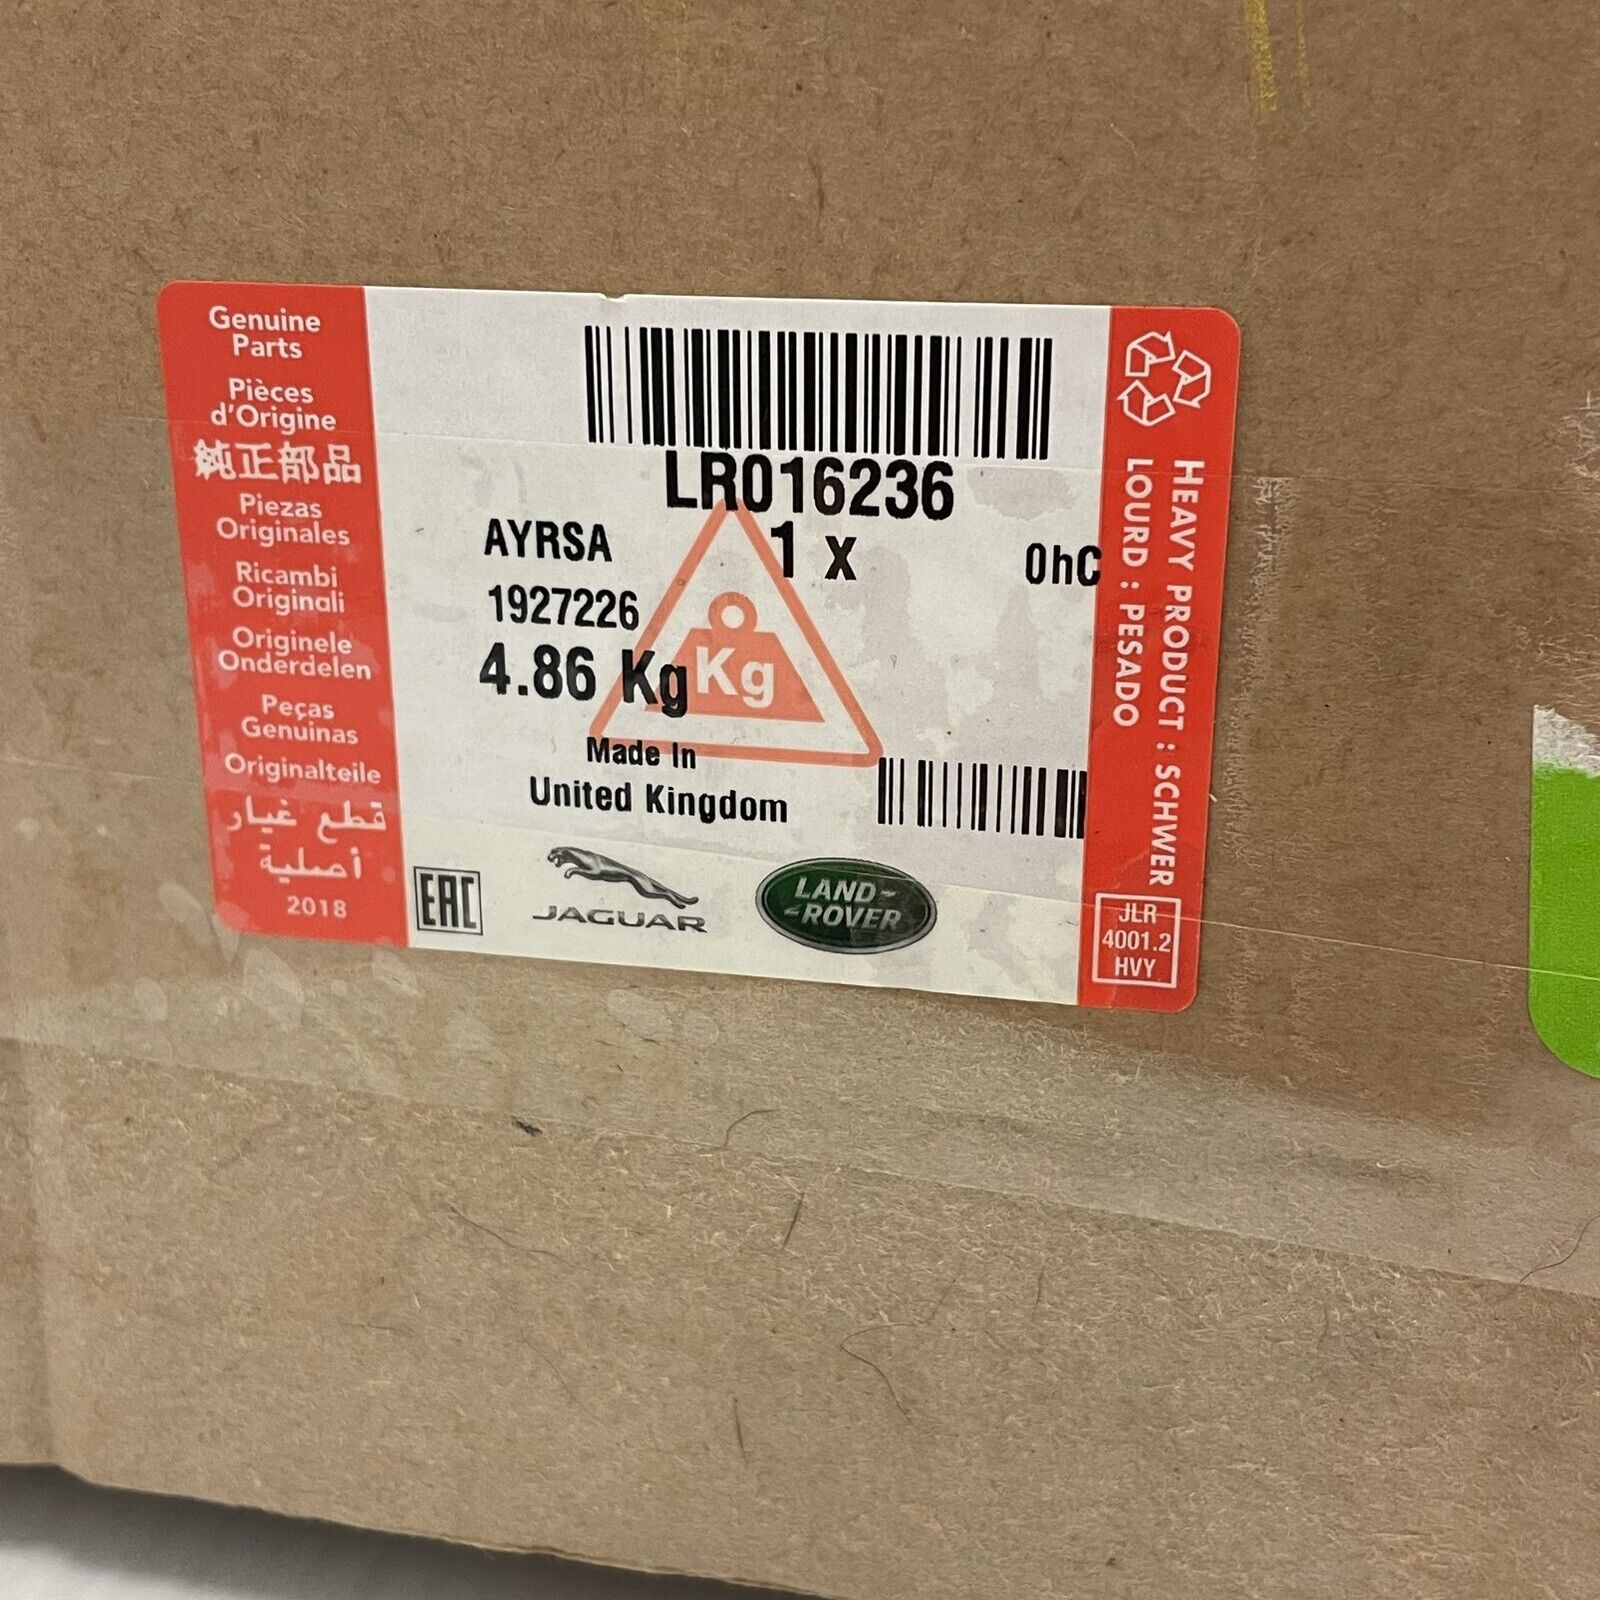 Genuine
Parts
Pièces
d'Origine
純正部品
Piezas
Originales
Ricambi
Originali
Originele
Onderdelen
Peças
Genuinas
Originalteile
قطع غيار
أصلية
2018
LR016236
AYRSA
1 x
0hC
1927226
4.86 Kg
Kg
Made In
United Kingdom
EAC
JAGUAR
LAND-
-ROVER
HEAVY PRODUCT : SCHWER
LOURD : PESADO
JLR
4001.2
HVY